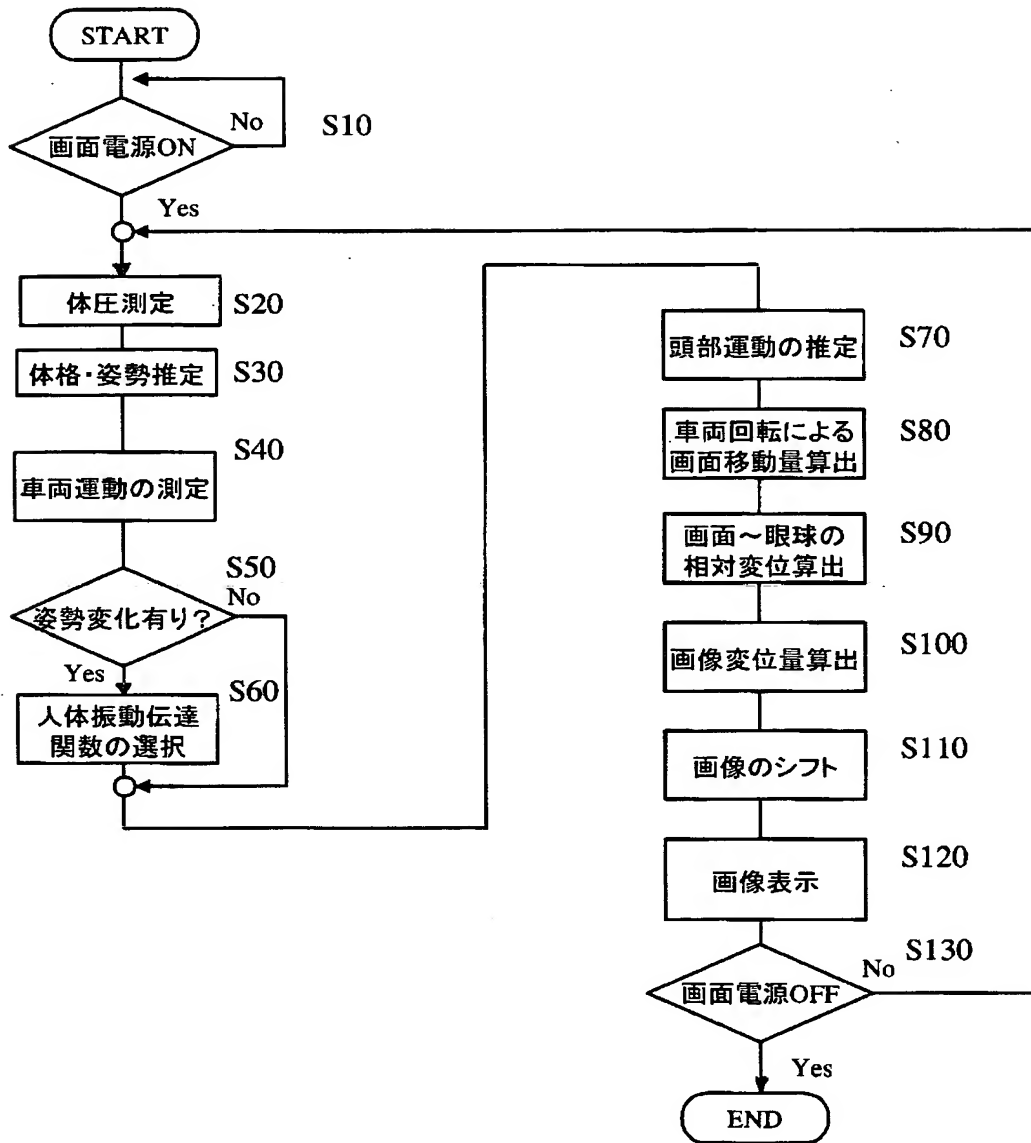 START
画面電源ON
No
S10
Yes
体圧測定
S20
体格・姿勢推定
S30
S40
車両運動の測定
S50
姿勢変化有り?
No
Yes
S60
人体振動伝達
関数の選択
頭部運動の推定
S70
車両回転による
画面移動量算出
S80
画面〜眼球の
相対変位算出
S90
画像変位量算出
S100
画像のシフト
S110
画像表示
S120
画面電源OFF
No
S130
Yes
END